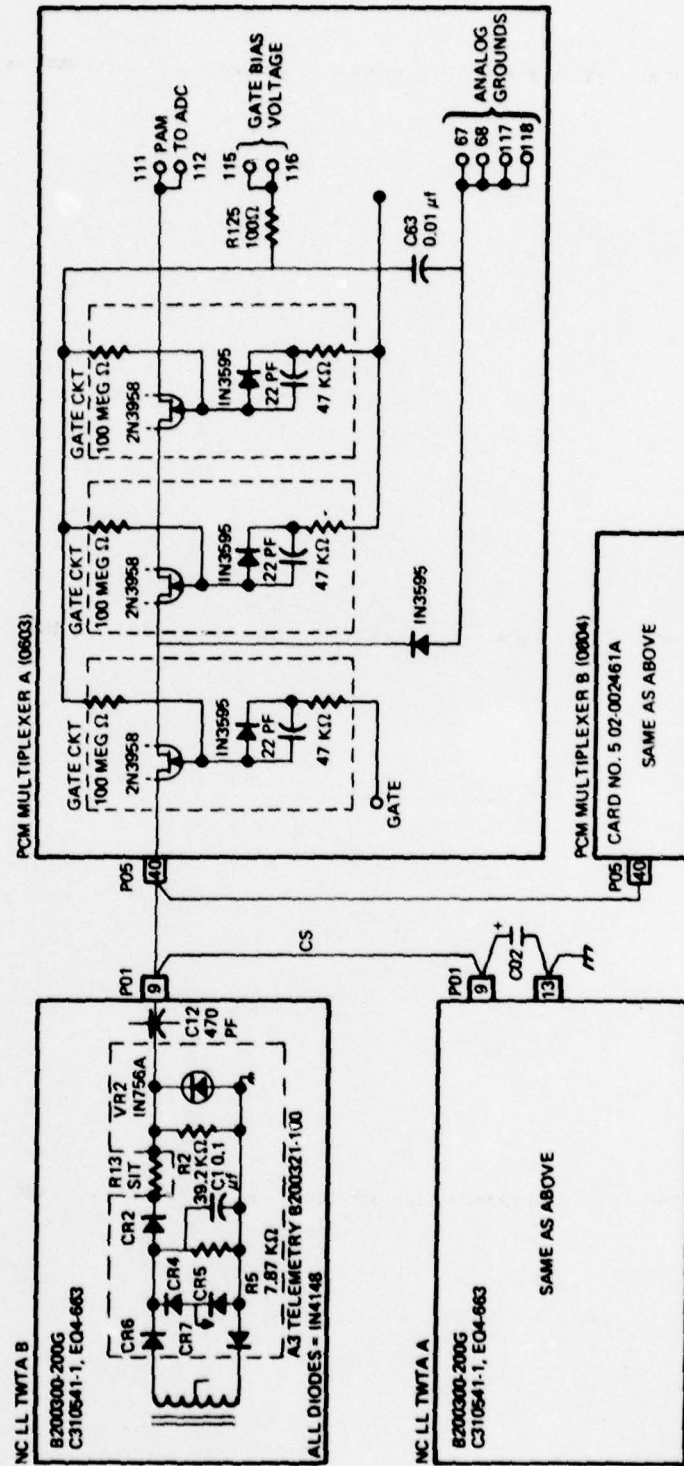 NC LL TWTA B
B200300-200G
C310541-1, EO4-663
CR6
CR4
CR7
CR5
CR2
R13
SIT
VR2
IN756A
R2
39.2 KΩ
C1 0.1
μf
R5
7.87 KΩ
A3 TELEMETRY B200321-100
ALL DIODES = IN4148
C12
470
PF
P01
9
CS
NC LL TWTA A
B200300-200G
C310541-1, EO4-663
SAME AS ABOVE
P01
9
+
C02
13
PCM MULTIPLEXER A (0603)
P05
40
GATE CKT
100 MEG Ω
2N3958
IN3595
22 PF
47 KΩ
GATE
GATE CKT
100 MEG Ω
2N3958
IN3595
22 PF
47 KΩ
IN3595
GATE CKT
100 MEG Ω
2N3958
IN3595
22 PF
47 KΩ
R125
100Ω
C63
0.01 μf
111
PAM
TO ADC
112
115
GATE BIAS
VOLTAGE
116
67
68
117
118
ANALOG
GROUNDS
PCM MULTIPLEXER B (0604)
P05
40
CARD NO. 5 02-002461A
SAME AS ABOVE